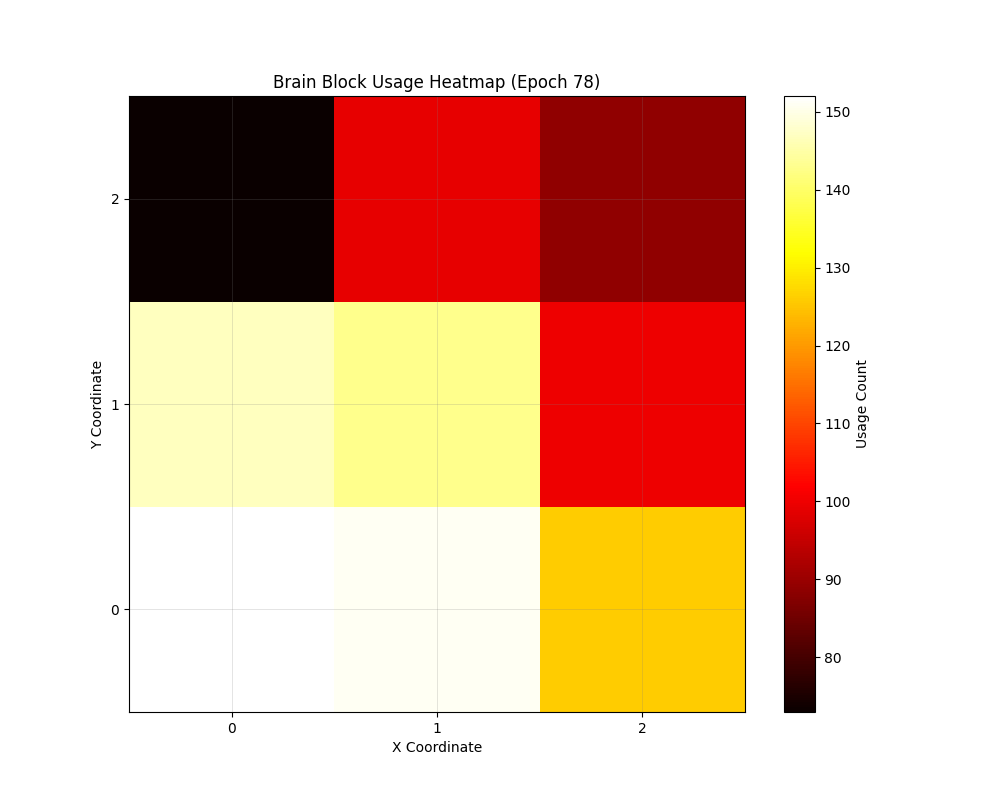 Brain Block Usage Heatmap (Epoch 78)
150
140
130
120
110
100
90
80
Usage Count
2
1
0
Y Coordinate
0 1 2
X Coordinate